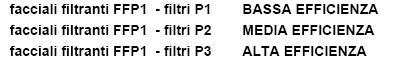 facciali filtranti FFP1 - filtri P1 BASSA EFFICIENZA
facciali filtranti FFP1 - filtri P2 MEDIA EFFICIENZA
facciali filtranti FFP1 - filtri P3 ALTA EFFICIENZA